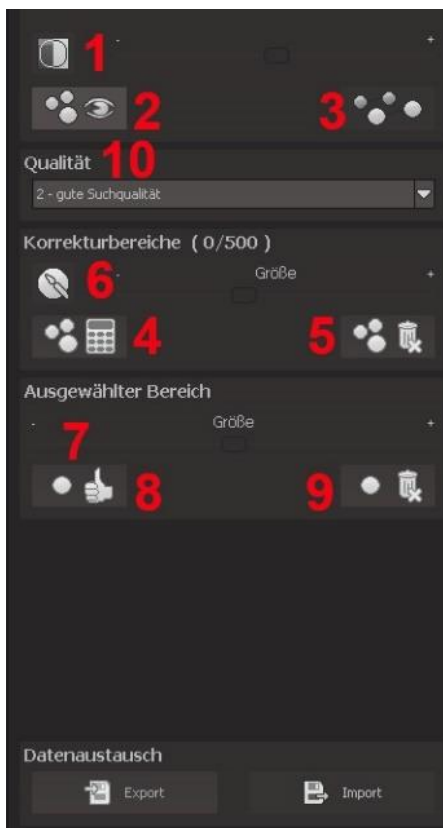 - +
1
2 3
Qualität 10
2 - gute Suchqualität
Korrekturbereiche ( 0/500 )
6 - Größe +
4 5
Ausgewählter Bereich
- Größe +
7
8 9
Datenaustausch
Export Import